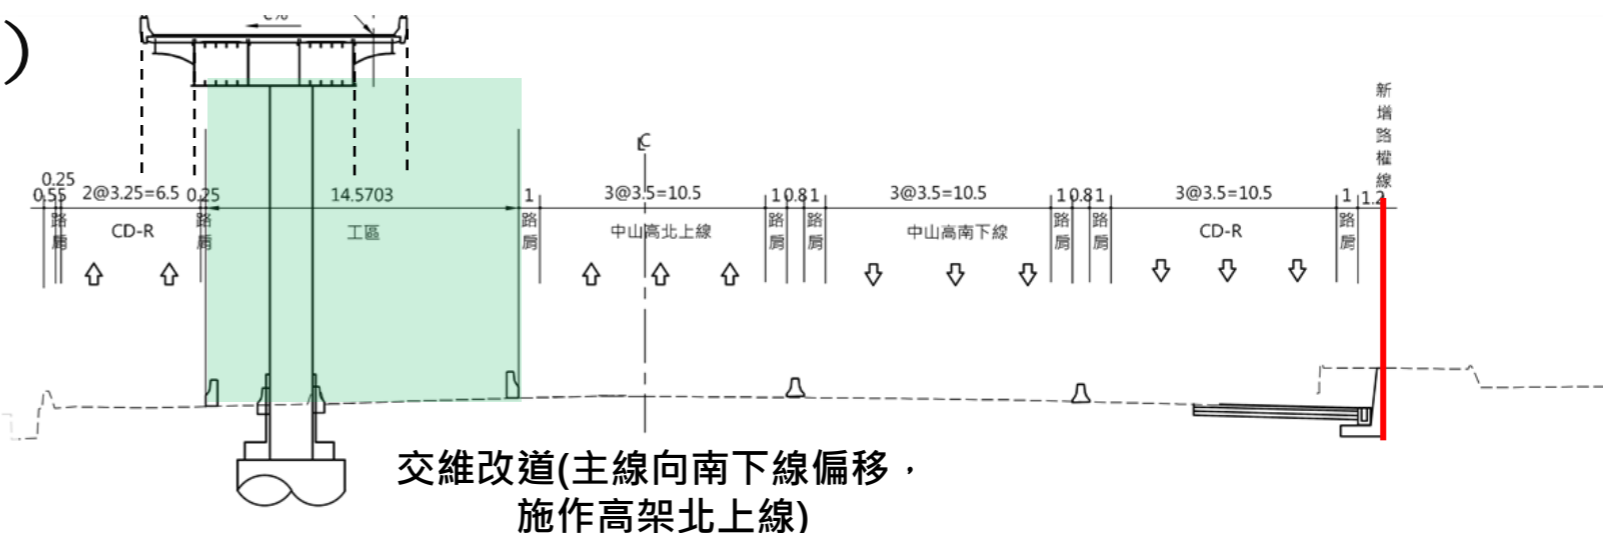 )
C%
新增路權線
℄
0.25
0.55 2@3.25=6.5 0.25 14.5703 1 3@3.5=10.5 1 0.8 1 3@3.5=10.5 1 0.8 1 3@3.5=10.5 1 1.2
路肩 CD-R 路肩 工區 路肩 中山高北上線 路肩 路肩 中山高南下線 路肩 路肩 CD-R 路肩
交維改道(主線向南下線偏移，
施作高架北上線)